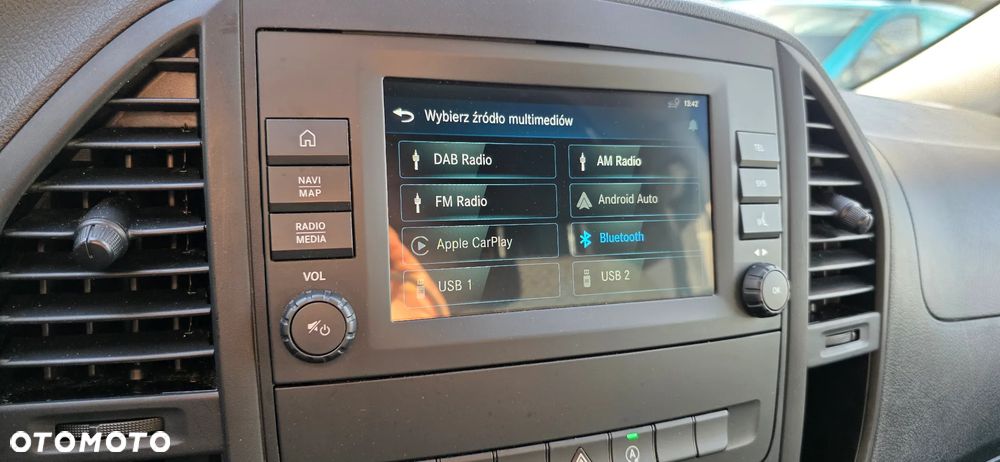 13:42
Wybierz źródło multimediów
DAB Radio
AM Radio
FM Radio
Android Auto
Apple CarPlay
Bluetooth
USB 1
USB 2
NAVI
MAP
RADIO
MEDIA
VOL
TEL
SYS
OK
A
OTOMOTO